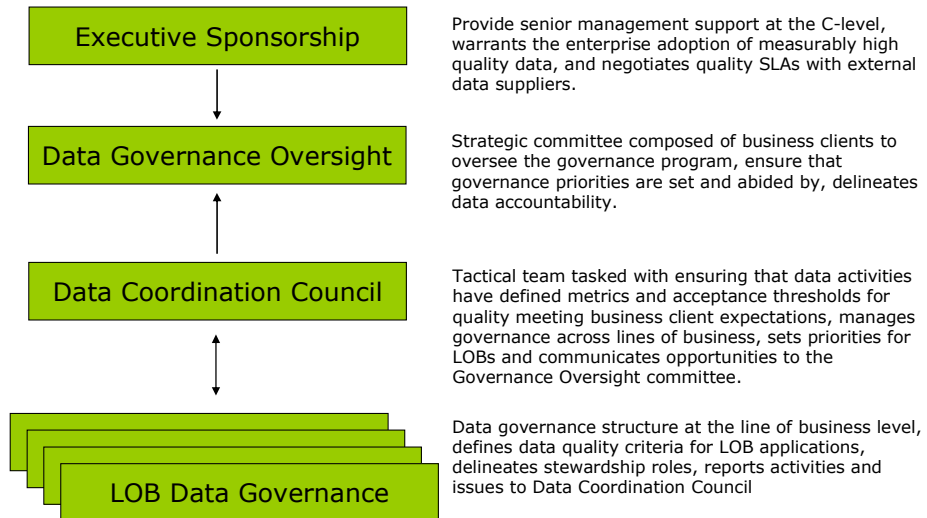 Executive Sponsorship
Provide senior management support at the C-level,
warrants the enterprise adoption of measurably high
quality data, and negotiates quality SLAs with external
data suppliers.
Data Governance Oversight
Strategic committee composed of business clients to
oversee the governance program, ensure that
governance priorities are set and abided by, delineates
data accountability.
Data Coordination Council
Tactical team tasked with ensuring that data activities
have defined metrics and acceptance thresholds for
quality meeting business client expectations, manages
governance across lines of business, sets priorities for
LOBs and communicates opportunities to the
Governance Oversight committee.
LOB Data Governance
Data governance structure at the line of business level,
defines data quality criteria for LOB applications,
delineates stewardship roles, reports activities and
issues to Data Coordination Council